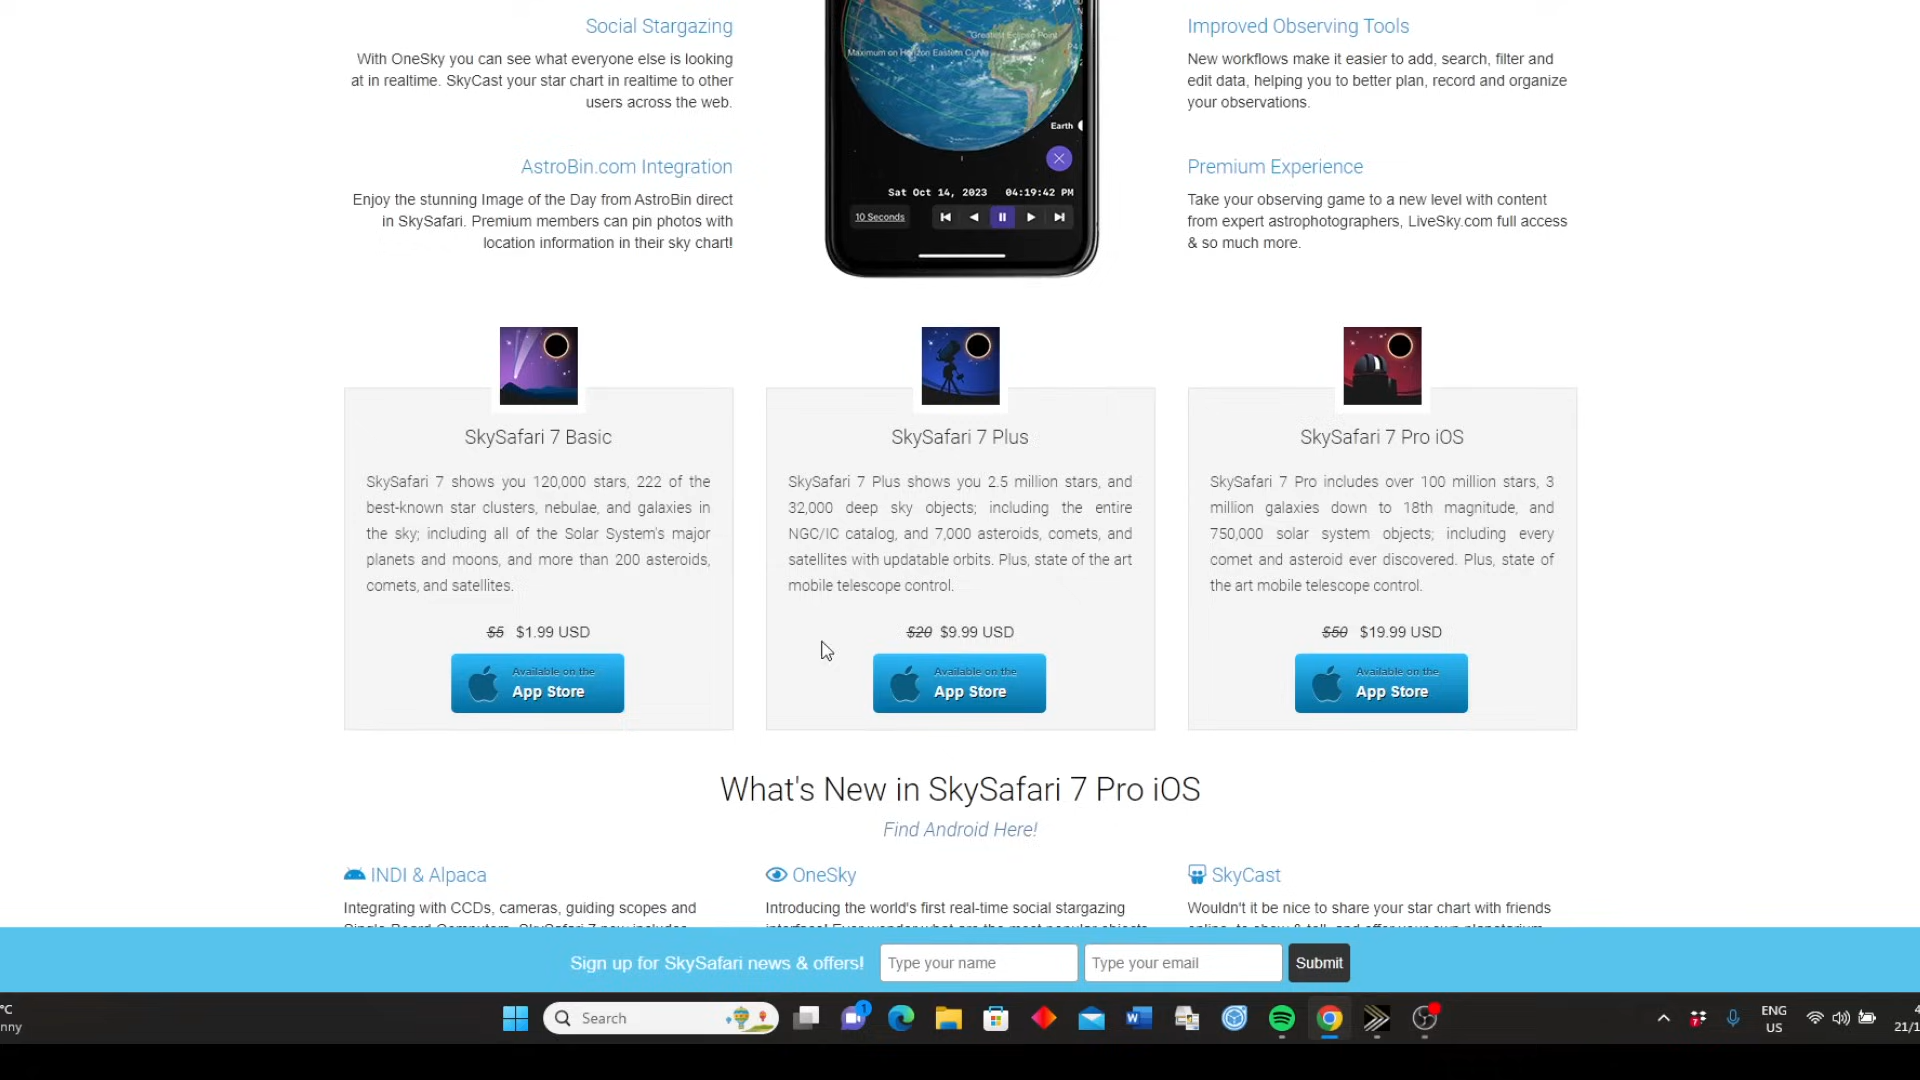 Social Stargazing
With OneSky you can see what everyone else is looking
at in realtime. SkyCast your star chart in realtime to other
users across the web.
AstroBin.com Integration
Enjoy the stunning Image of the Day from AstroBin direct
in SkySafari. Premium members can pin photos with
location information in their sky chart!
Greatest Eclipse Point
Maximum on Horizon Eastern Curve
Earth
Sat Oct 14, 2023 04:19:42 PM
10 Seconds
Improved Observing Tools
New workflows make it easier to add, search, filter and
edit data, helping you to better plan, record and organize
your observations.
Premium Experience
Take your observing game to a new level with content
from expert astrophotographers, LiveSky.com full access
& so much more.
SkySafari 7 Basic
SkySafari 7 shows you 120,000 stars, 222 of the
best-known star clusters, nebulae, and galaxies in
the sky; including all of the Solar System's major
planets and moons, and more than 200 asteroids,
comets, and satellites.
$5 $1.99 USD
Available on the
App Store
SkySafari 7 Plus
SkySafari 7 Plus shows you 2.5 million stars, and
32,000 deep sky objects; including the entire
NGC/IC catalog, and 7,000 asteroids, comets, and
satellites with updatable orbits. Plus, state of the art
mobile telescope control.
$20 $9.99 USD
Available on the
App Store
SkySafari 7 Pro iOS
SkySafari 7 Pro includes over 100 million stars, 3
million galaxies down to 18th magnitude, and
750,000 solar system objects; including every
comet and asteroid ever discovered. Plus, state of
the art mobile telescope control.
$50 $19.99 USD
Available on the
App Store
What's New in SkySafari 7 Pro iOS
Find Android Here!
INDI & Alpaca
Integrating with CCDs, cameras, guiding scopes and
OneSky
Introducing the world's first real-time social stargazing
SkyCast
Wouldn't it be nice to share your star chart with friends
Sign up for SkySafari news & offers! Type your name Type your email Submit
°C
nny
Search
1
ENG
US
4
21/1